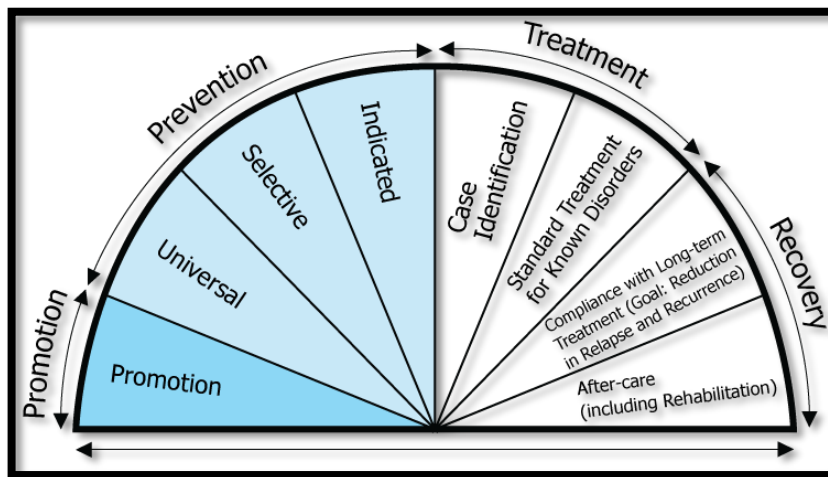 Promotion
Prevention
Treatment
Recovery
Promotion
Universal
Selective
Indicated
Case
Identification
Standard Treatment
for Known Disorders
Compliance with Long-term
Treatment (Goal: Reduction
in Relapse and Recurrence)
After-care
(including Rehabilitation)